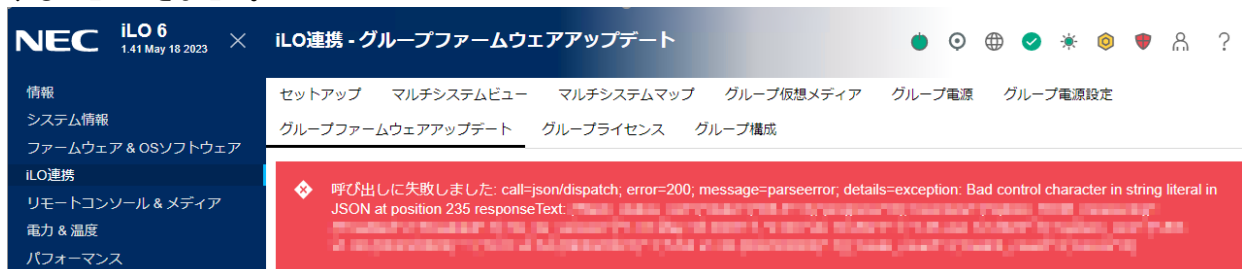 NEC iLO 6
1.41 May 18 2023
iLO連携 - グループファームウェアアップデート
?
情報
システム情報
ファームウェア & OSソフトウェア
iLO連携
リモートコンソール & メディア
電力 & 温度
パフォーマンス
セットアップ マルチシステムビュー マルチシステムマップ グループ仮想メディア グループ電源 グループ電源設定
グループファームウェアアップデート グループライセンス グループ構成
呼び出しに失敗しました: call=json/dispatch; error=200; message=parseerror; details=exception: Bad control character in string literal in
JSON at position 235 responseText: